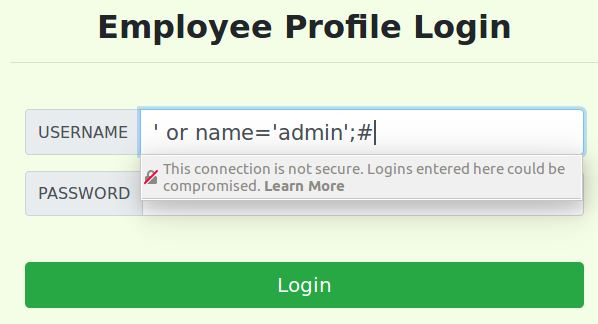 Employee Profile Login
USERNAME ' or name='admin';#
This connection is not secure. Logins entered here could be
compromised. Learn More
PASSWORD
Login